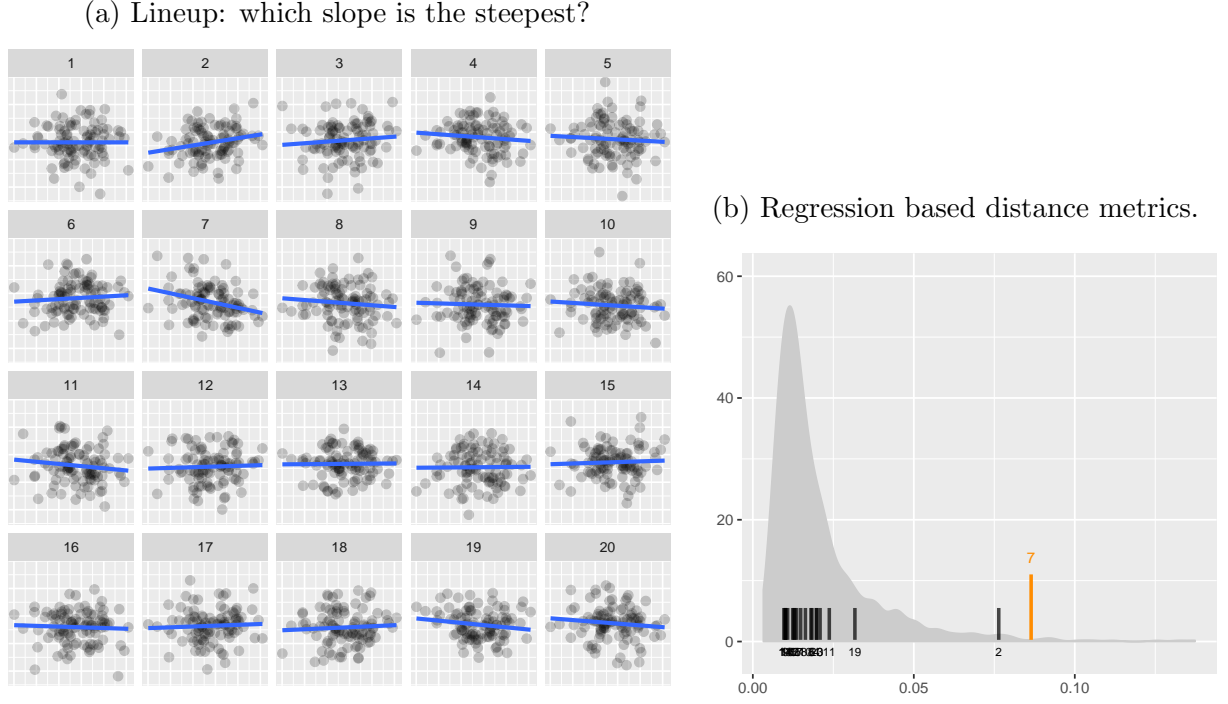 (a) Lineup: which slope is the steepest?
1 2 3 4 5
6 7 8 9 10
11 12 13 14 15
16 17 18 19 20
(b) Regression based distance metrics.
60
40
20
0
7
11 19 2
0.00 0.05 0.10